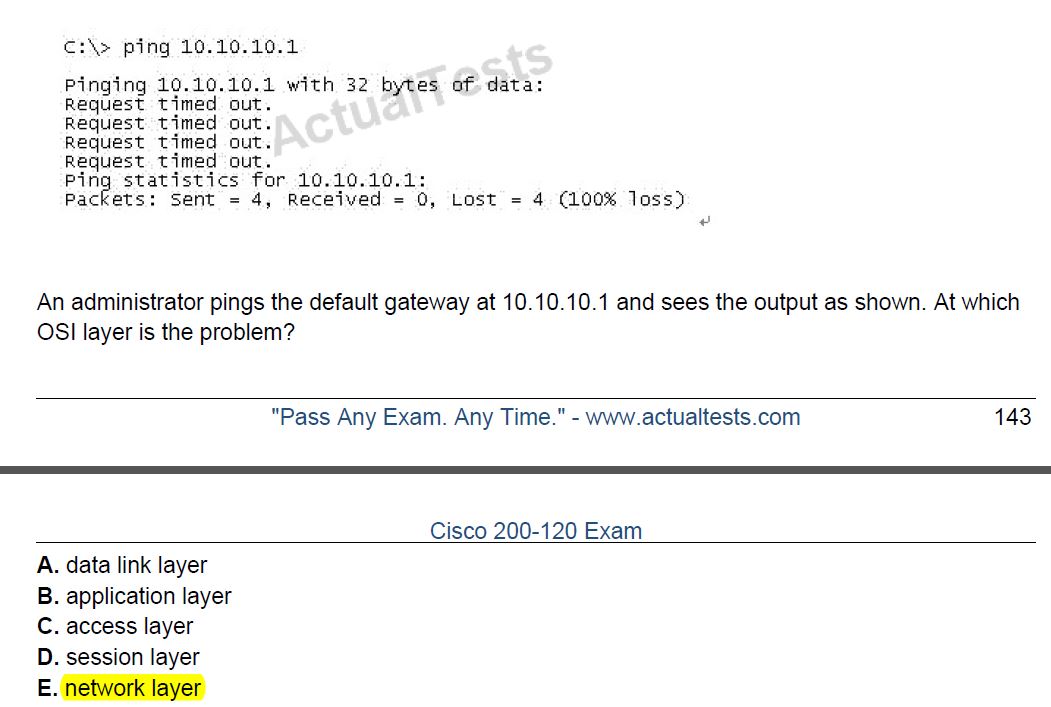 C:\> ping 10.10.10.1
Pinging 10.10.10.1 with 32 bytes of data:
Request timed out.
Request timed out.
Request timed out.
Request timed out.
Ping statistics for 10.10.10.1:
Packets: Sent = 4, Received = 0, Lost = 4 (100% loss)
ActualTests
An administrator pings the default gateway at 10.10.10.1 and sees the output as shown. At which
OSI layer is the problem?
"Pass Any Exam. Any Time." - www.actualtests.com 143
Cisco 200-120 Exam
A. data link layer
B. application layer
C. access layer
D. session layer
E. network layer